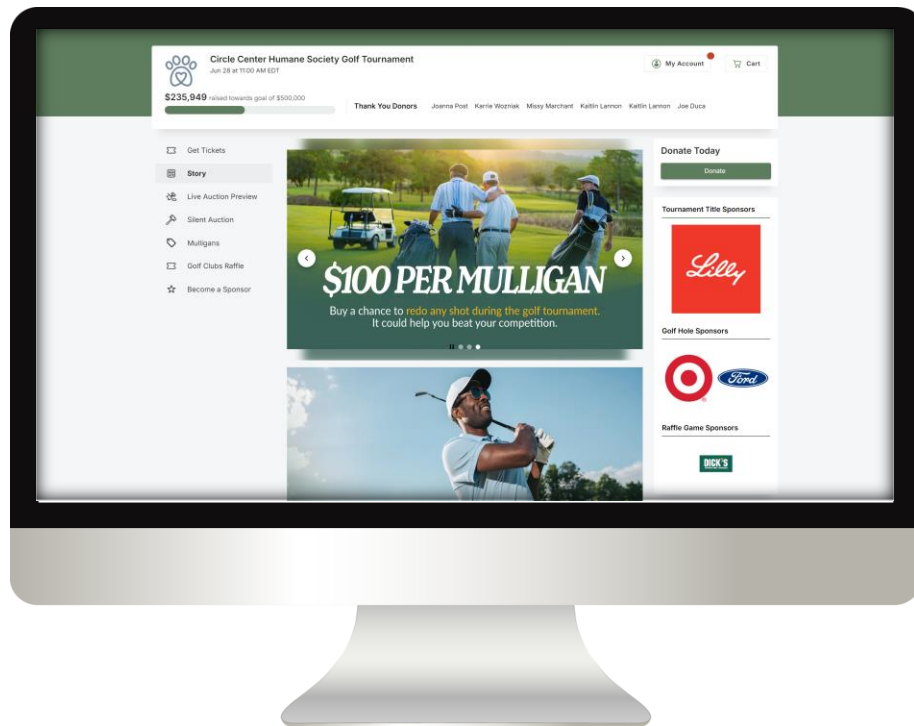 Circle Center Humane Society Golf Tournament
Jun 28 at 11:00 AM EDT
My Account
Cart
$235,949 raised towards goal of $500,000
Thank You Donors Joanna Post Karrie Wozniak Missy Marchant Kaitlin Lannon Kaitlin Lannon Joe Duca
Get Tickets
Story
Live Auction Preview
Silent Auction
Mulligans
Golf Clubs Raffle
Become a Sponsor
$100 PER MULLIGAN
Buy a chance to redo any shot during the golf tournament.
It could help you beat your competition.
Donate Today
Donate
Tournament Title Sponsors
Lilly
Golf Hole Sponsors
Ford
Raffle Game Sponsors
DICK'S